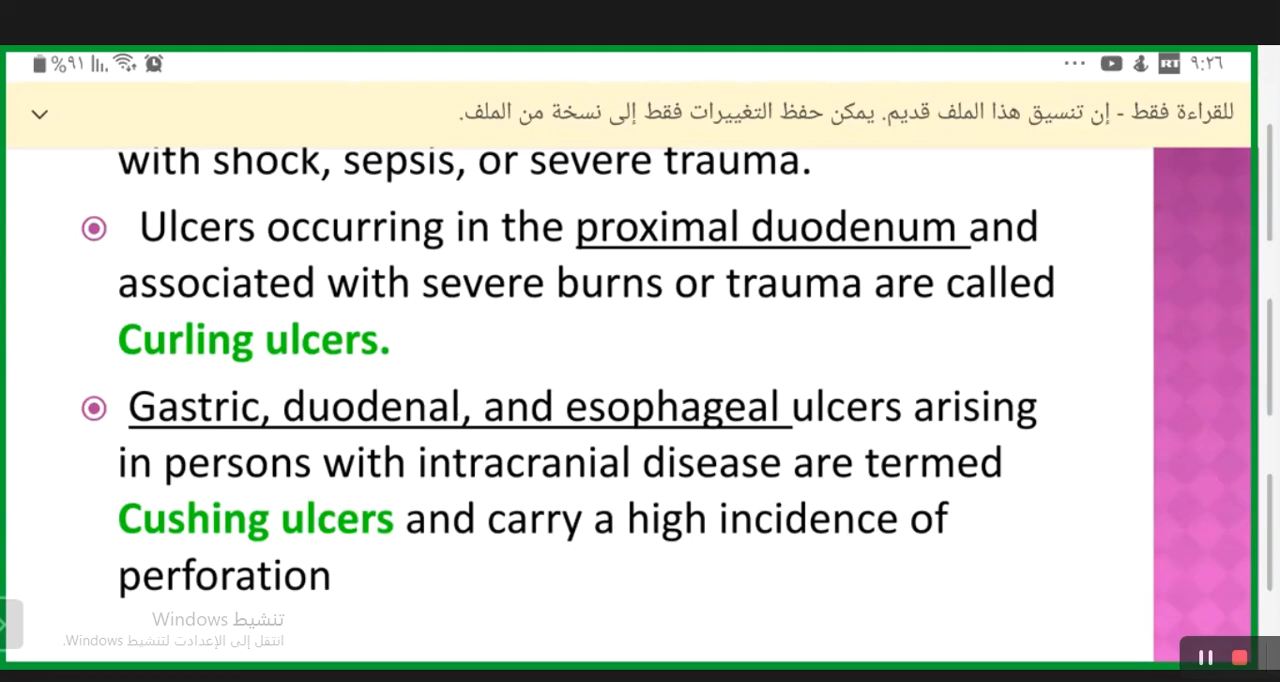 %٩١
٩:٢٦
RT
للقراءة فقط - إن تنسيق هذا الملف قديم. يمكن حفظ التغييرات فقط إلى نسخة من الملف.
with shock, sepsis, or severe trauma.
Ulcers occurring in the proximal duodenum and
associated with severe burns or trauma are called
Curling ulcers.
Gastric, duodenal, and esophageal ulcers arising
in persons with intracranial disease are termed
Cushing ulcers and carry a high incidence of
perforation
تنشيط Windows
انتقل إلى الإعدادت لتنشيط Windows.